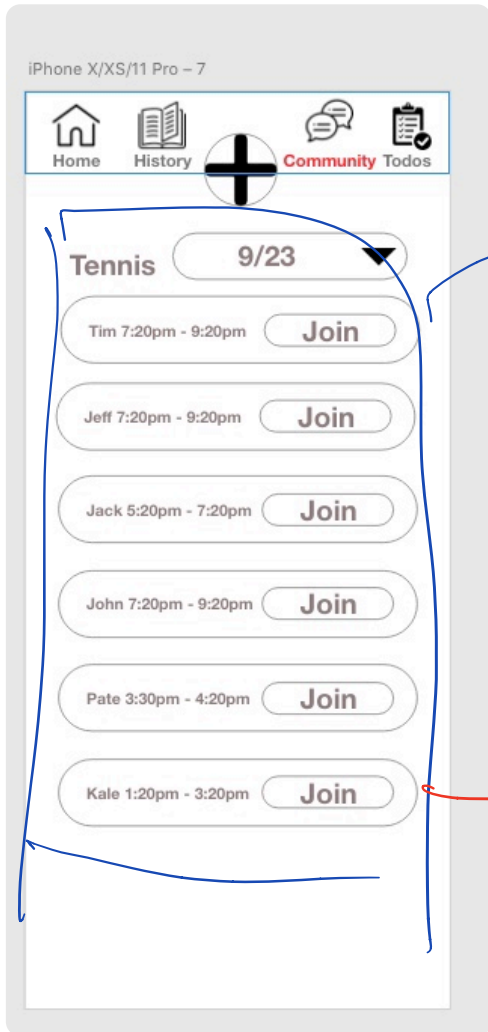 iPhone X/XS/11 Pro – 7
Home History Community Todos
Tennis 9/23
Tim 7:20pm - 9:20pm Join
Jeff 7:20pm - 9:20pm Join
Jack 5:20pm - 7:20pm Join
John 7:20pm - 9:20pm Join
Pate 3:30pm - 4:20pm Join
Kale 1:20pm - 3:20pm Join